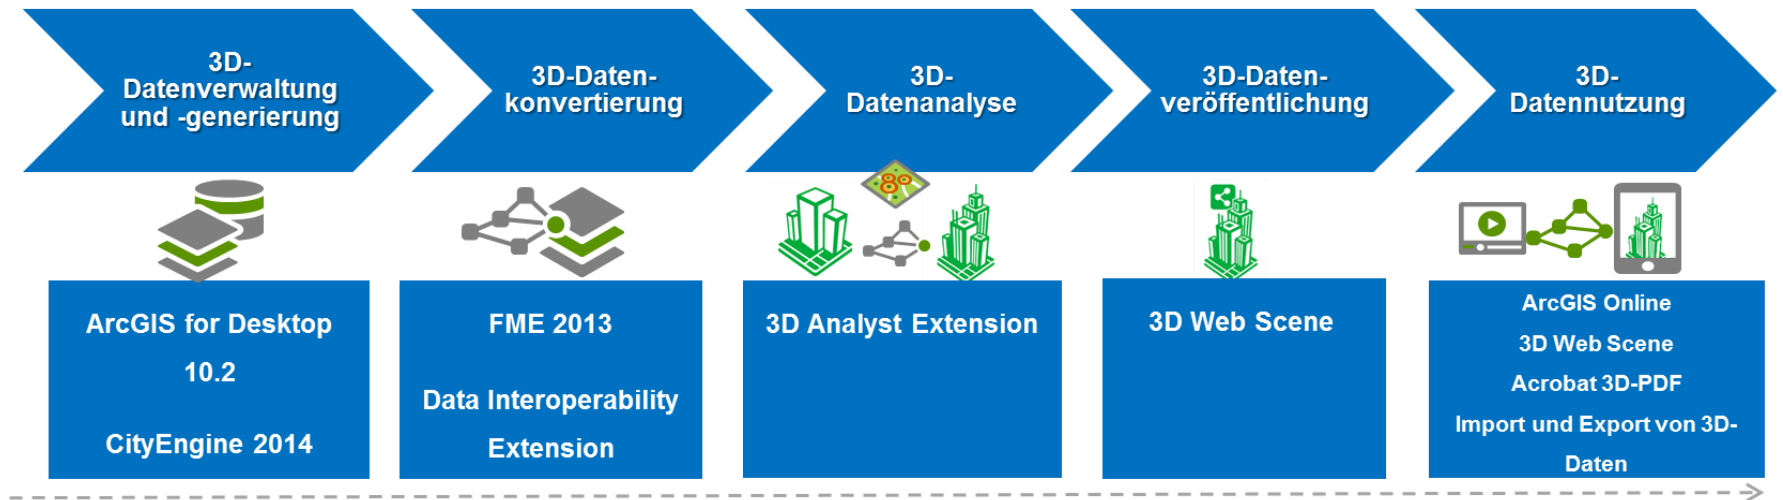 3D-
Datenverwaltung
und -generierung
3D-Daten-
konvertierung
3D-
Datenanalyse
3D-Daten-
veröffentlichung
3D-
Datennutzung
ArcGIS for Desktop
10.2
CityEngine 2014
FME 2013
Data Interoperability
Extension
3D Analyst Extension
3D Web Scene
ArcGIS Online
3D Web Scene
Acrobat 3D-PDF
Import und Export von 3D-
Daten